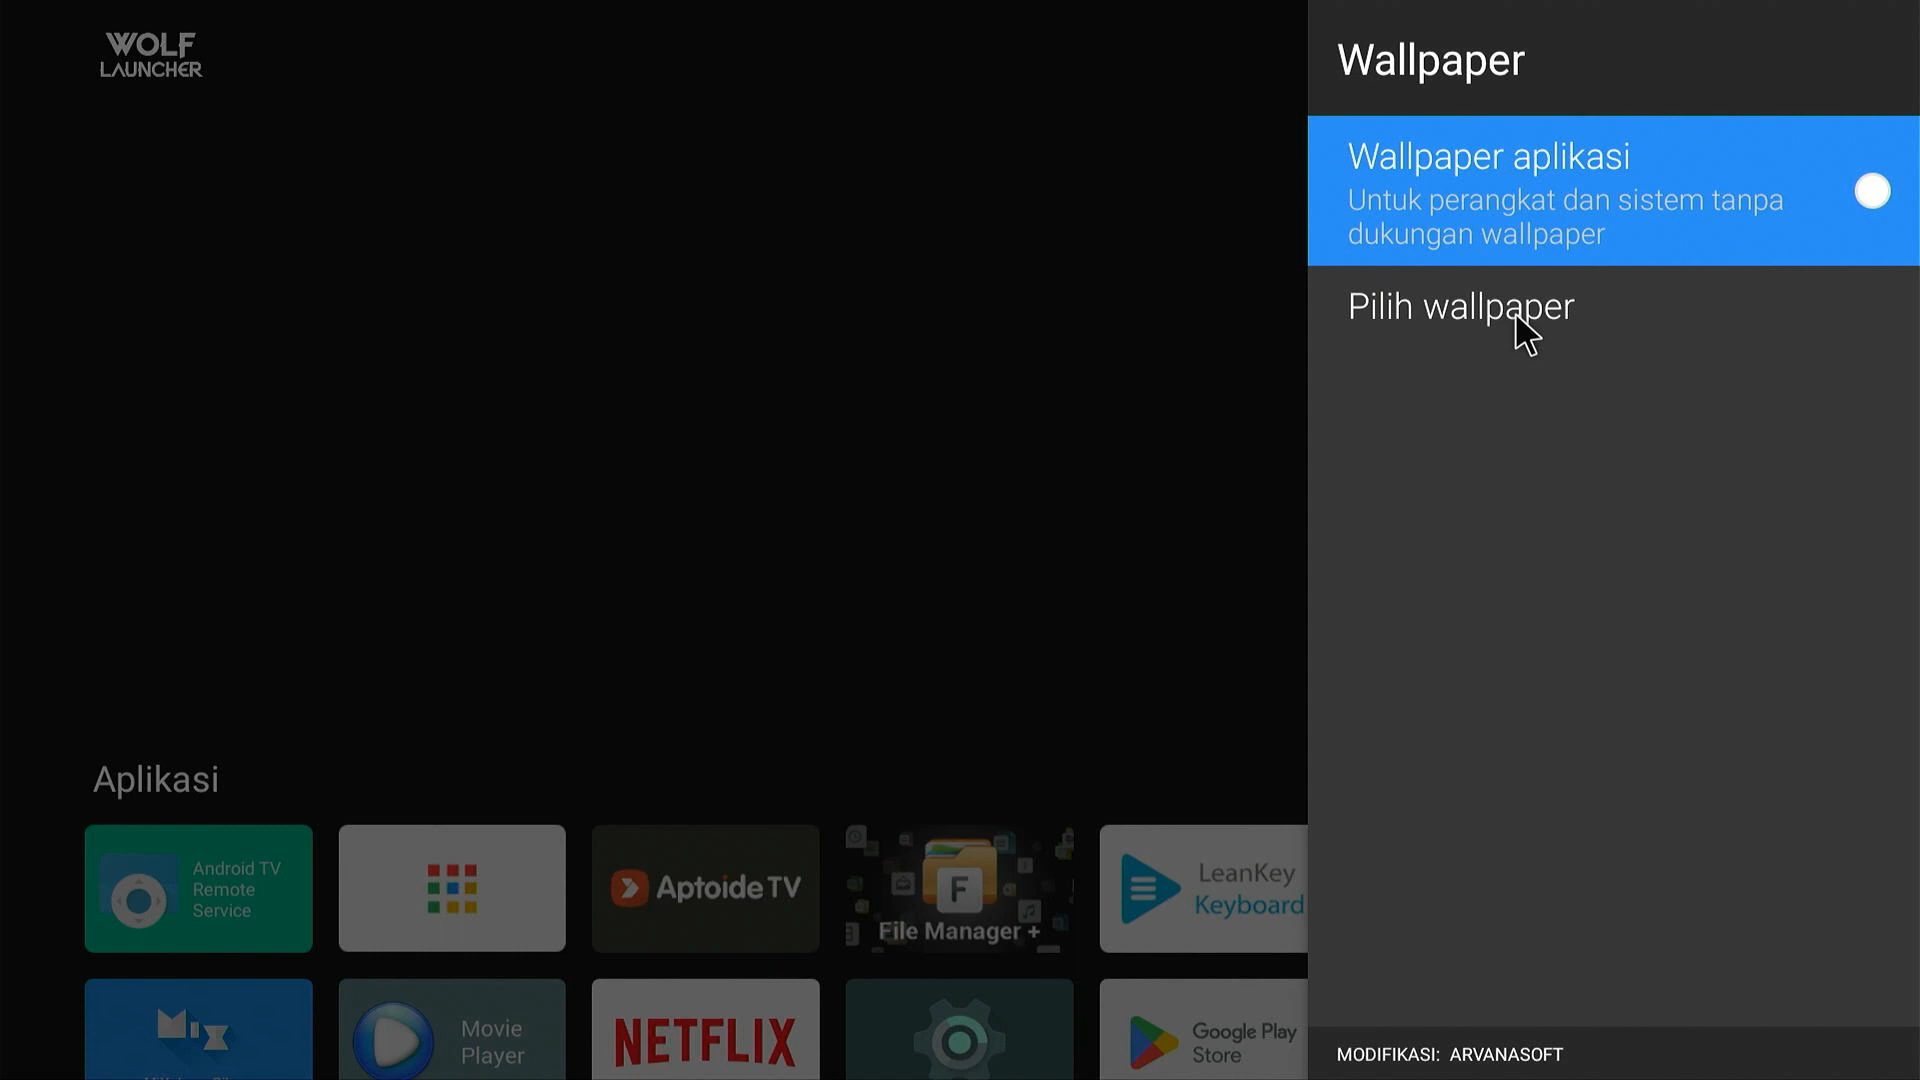 WOLF
LAUNCHER
Wallpaper
Wallpaper aplikasi
Untuk perangkat dan sistem tanpa
dukungan wallpaper
Pilih wallpaper
Aplikasi
Android TV
Remote
Service
Aptoide TV
F
File Manager +
LeanKey
Keyboard
MiX
Movie
Player
NETFLIX
Google Play
Store
MODIFIKASI: ARVANASOFT